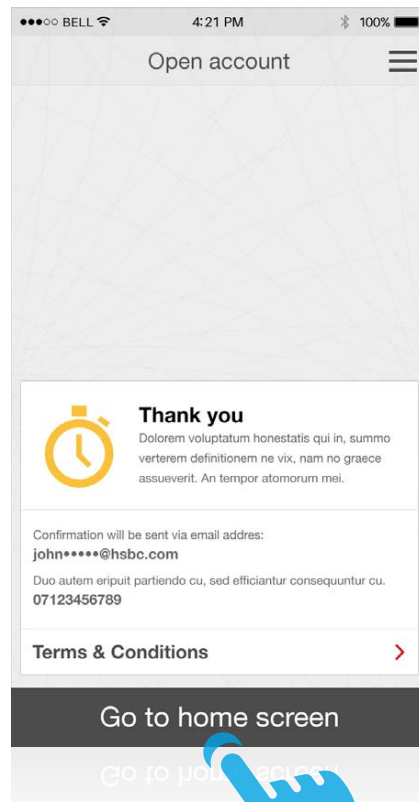 ●●●○○ BELL 4:21 PM 100%
Open account
Thank you
Dolorem voluptatum honestatis qui in, summo
verterem definitionem ne vix, nam no graece
assueverit. An tempor atomorum mei.
Confirmation will be sent via email addres:
john•••••@hsbc.com
Duo autem eripuit partiendo cu, sed efficiantur consequuntur cu.
07123456789
Terms & Conditions
Go to home screen